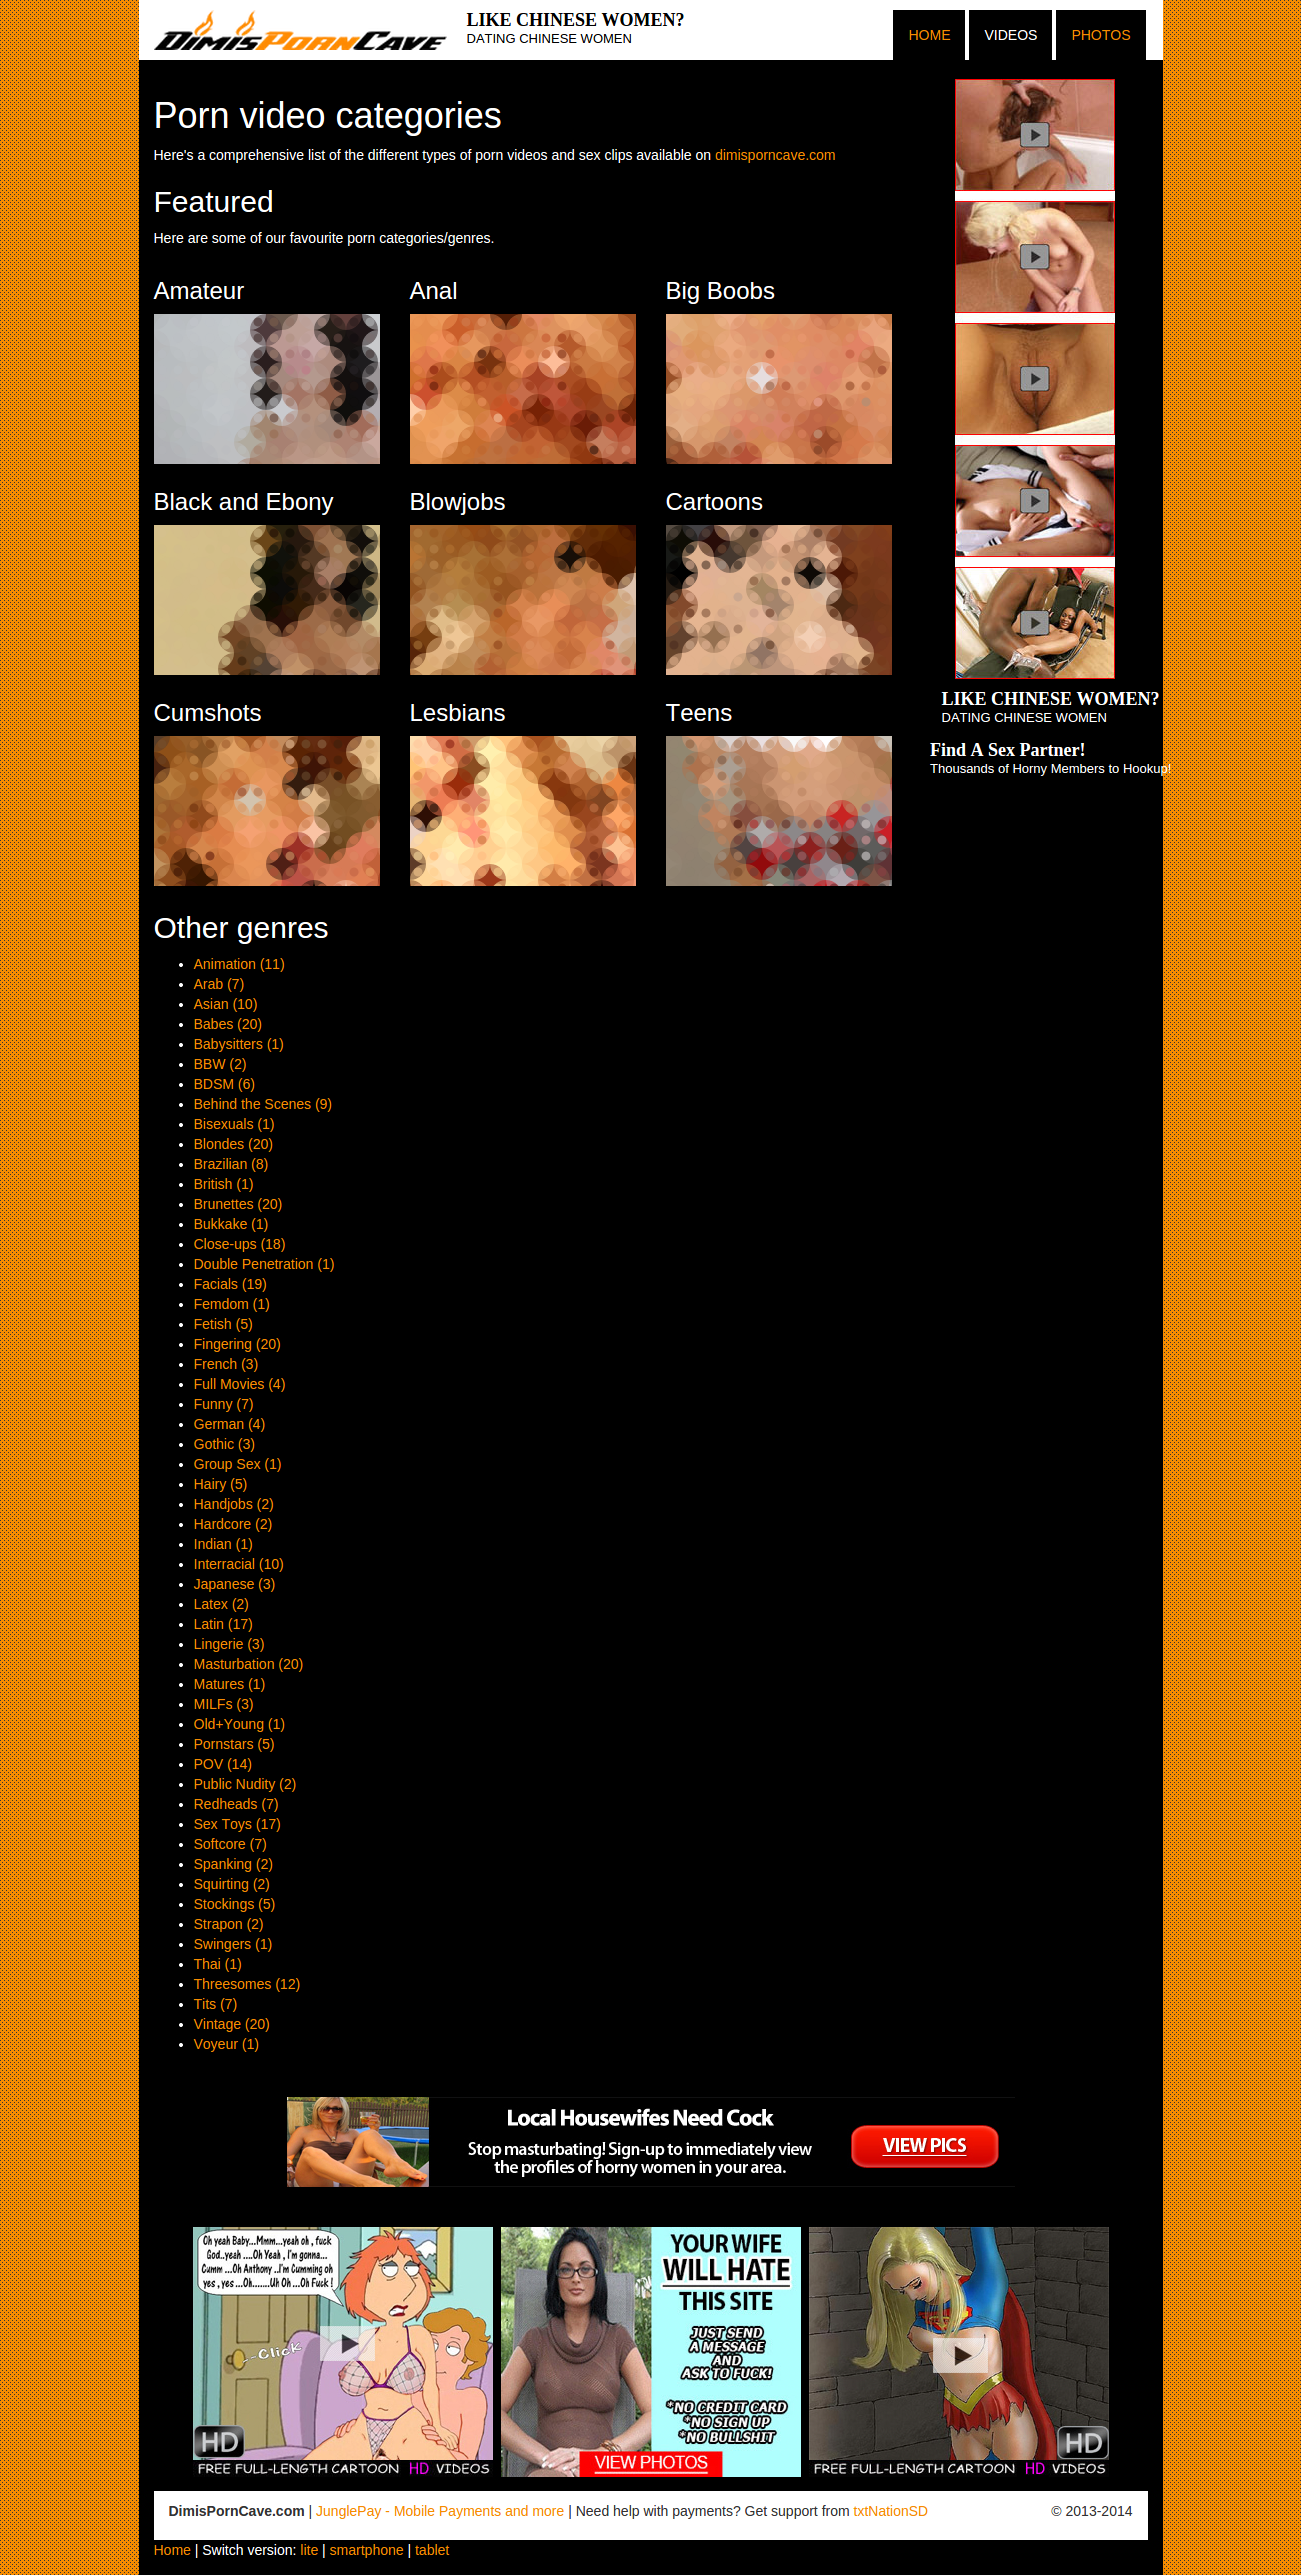 DimisPornCave
LIKE CHINESE WOMEN?
DATING CHINESE WOMEN
HOME
VIDEOS
PHOTOS
Porn video categories
Here's a comprehensive list of the different types of porn videos and sex clips available on dimisporncave.com
Featured
Here are some of our favourite porn categories/genres.
Amateur
Anal
Big Boobs
Black and Ebony
Blowjobs
Cartoons
Cumshots
Lesbians
Teens
LIKE CHINESE WOMEN?
DATING CHINESE WOMEN
Find A Sex Partner!
Thousands of Horny Members to Hookup!
Other genres
Animation (11)
Arab (7)
Asian (10)
Babes (20)
Babysitters (1)
BBW (2)
BDSM (6)
Behind the Scenes (9)
Bisexuals (1)
Blondes (20)
Brazilian (8)
British (1)
Brunettes (20)
Bukkake (1)
Close-ups (18)
Double Penetration (1)
Facials (19)
Femdom (1)
Fetish (5)
Fingering (20)
French (3)
Full Movies (4)
Funny (7)
German (4)
Gothic (3)
Group Sex (1)
Hairy (5)
Handjobs (2)
Hardcore (2)
Indian (1)
Interracial (10)
Japanese (3)
Latex (2)
Latin (17)
Lingerie (3)
Masturbation (20)
Matures (1)
MILFs (3)
Old+Young (1)
Pornstars (5)
POV (14)
Public Nudity (2)
Redheads (7)
Sex Toys (17)
Softcore (7)
Spanking (2)
Squirting (2)
Stockings (5)
Strapon (2)
Swingers (1)
Thai (1)
Threesomes (12)
Tits (7)
Vintage (20)
Voyeur (1)
Local Housewifes Need Cock
Stop masturbating! Sign-up to immediately view
the profiles of horny women in your area.
VIEW PICS
Oh yeah Baby...Mmm...yeah oh , fuck
God..yeah ....Oh Yeah , I'm gonna...
Cumm ...Oh Anthony ..I'm Cumming oh
yes , yes ...Oh.......Uh Oh ...Oh Fuck !
--Click
HD
FREE FULL-LENGTH CARTOON HD VIDEOS
YOUR WIFE
WILL HATE
THIS SITE
JUST SEND
A MESSAGE
AND
ASK TO FUCK!
*NO CREDIT CARD
*NO SIGN UP
*NO BULLSHIT
VIEW PHOTOS
HD
FREE FULL-LENGTH CARTOON HD VIDEOS
DimisPornCave.com | JunglePay - Mobile Payments and more | Need help with payments? Get support from txtNationSD
© 2013-2014
Home | Switch version: lite | smartphone | tablet